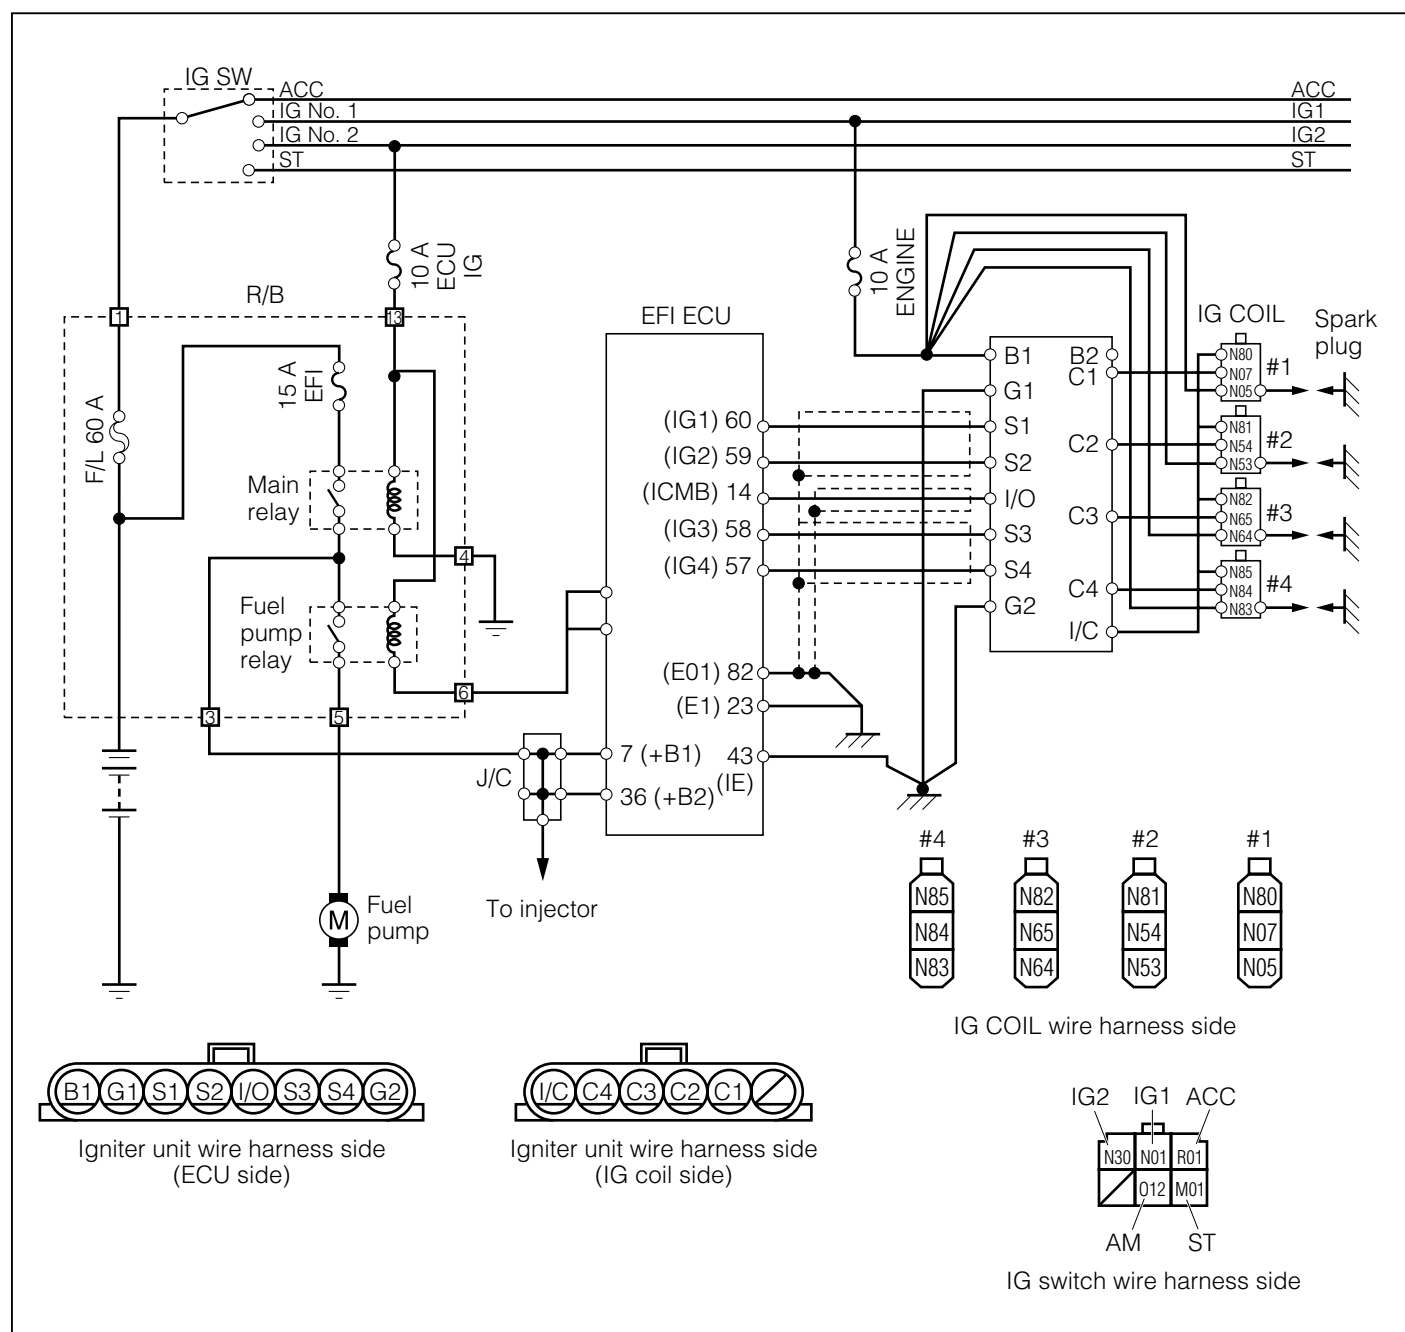 IG SW
ACC
ACC
IG No. 1
IG1
IG No. 2
IG2
ST
ST
10 A
ECU
IG
10 A
ENGINE
R/B
1
13
EFI ECU
IG COIL
Spark
plug
15 A
EFI
F/L 60 A
B1
B2
C1
N80
N07
N05
#1
G1
(IG1) 60
S1
(IG2) 59
S2
C2
N81
N54
N53
#2
Main
relay
(ICMB) 14
I/O
(IG3) 58
S3
C3
N82
N65
N64
#3
4
(IG4) 57
S4
C4
N85
N84
N83
#4
Fuel
pump
relay
G2
I/C
6
(E01) 82
(E1) 23
3
5
J/C
7 (+B1)
43
(IE)
36 (+B2)
To injector
M
Fuel
pump
#4
#3
#2
#1
N85
N82
N81
N80
N84
N65
N54
N07
N83
N64
N53
N05
IG COIL wire harness side
B1 G1 S1 S2 I/O S3 S4 G2
Igniter unit wire harness side
(ECU side)
I/C C4 C3 C2 C1
Igniter unit wire harness side
(IG coil side)
IG2 IG1 ACC
N30 N01 R01
O12 M01
AM ST
IG switch wire harness side